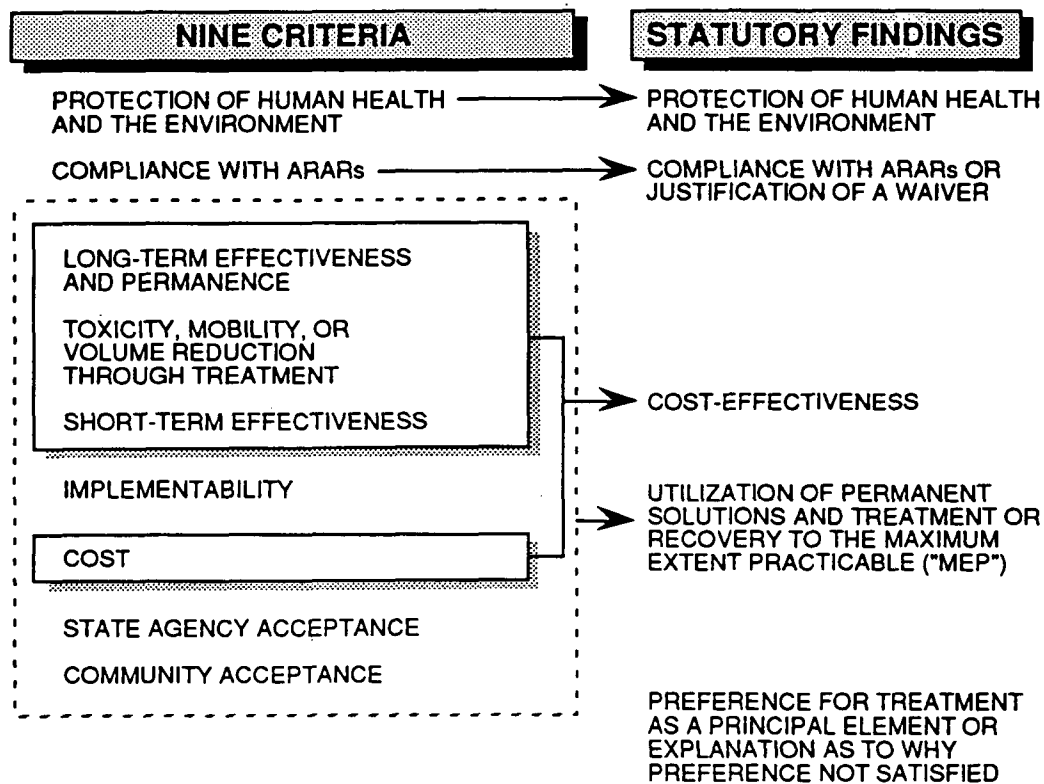 NINE CRITERIA
PROTECTION OF HUMAN HEALTH
AND THE ENVIRONMENT
COMPLIANCE WITH ARARs
LONG-TERM EFFECTIVENESS
AND PERMANENCE
TOXICITY, MOBILITY, OR
VOLUME REDUCTION
THROUGH TREATMENT
SHORT-TERM EFFECTIVENESS
IMPLEMENTABILITY
COST
STATE AGENCY ACCEPTANCE
COMMUNITY ACCEPTANCE
STATUTORY FINDINGS
PROTECTION OF HUMAN HEALTH
AND THE ENVIRONMENT
COMPLIANCE WITH ARARs OR
JUSTIFICATION OF A WAIVER
COST-EFFECTIVENESS
UTILIZATION OF PERMANENT
SOLUTIONS AND TREATMENT OR
RECOVERY TO THE MAXIMUM
EXTENT PRACTICABLE ("MEP")
PREFERENCE FOR TREATMENT
AS A PRINCIPAL ELEMENT OR
EXPLANATION AS TO WHY
PREFERENCE NOT SATISFIED